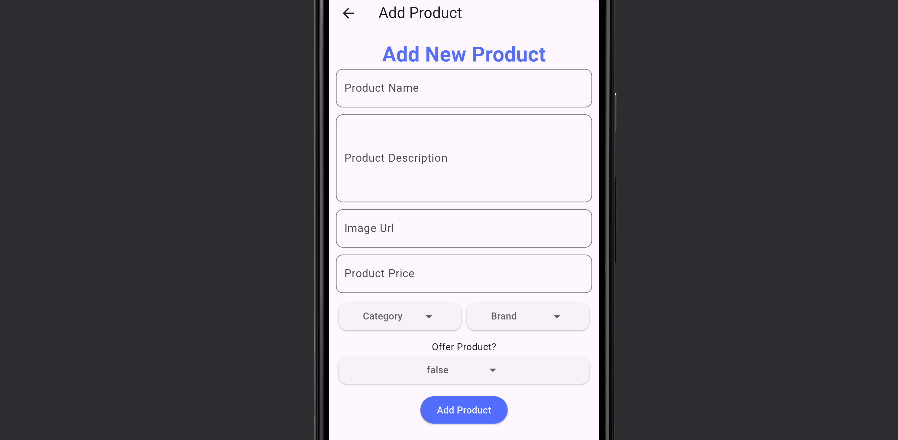 Add Product
Add New Product
Product Name
Product Description
Image Url
Product Price
Category Brand
Offer Product?
false
Add Product